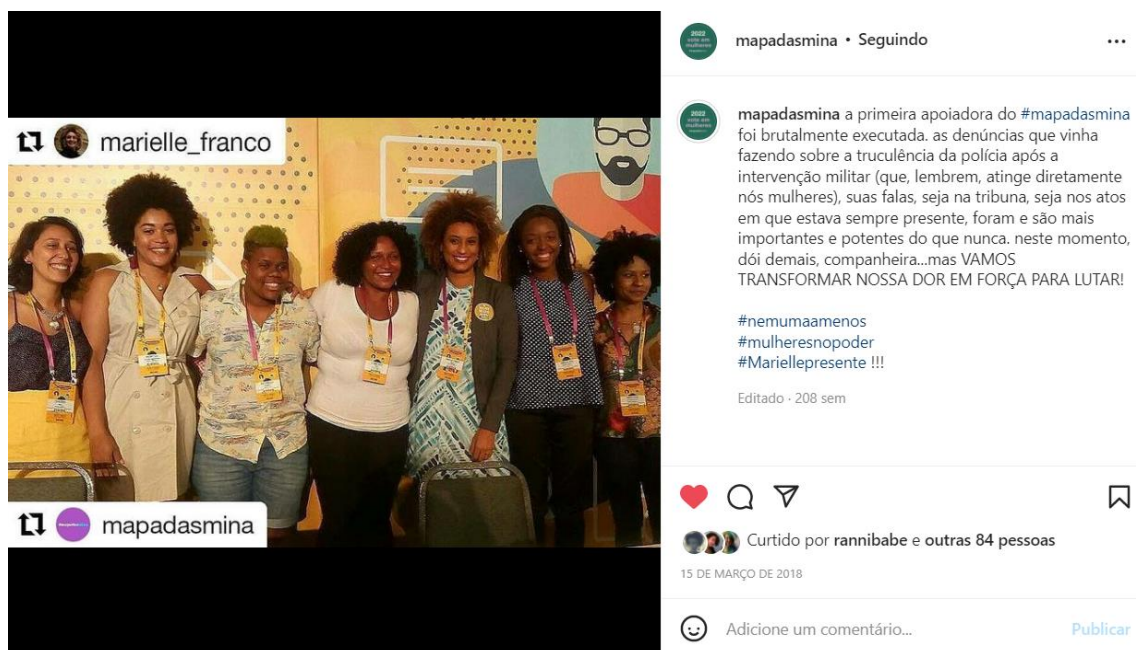 marielle_franco
mapadasmina
mapadasmina • Seguindo
mapadasmina a primeira apoiadora do #mapadasmina
foi brutalmente executada. as denúncias que vinha
fazendo sobre a truculência da polícia após a
intervenção militar (que, lembrem, atinge diretamente
nós mulheres), suas falas, seja na tribuna, seja nos atos
em que estava sempre presente, foram e são mais
importantes e potentes do que nunca. neste momento,
dói demais, companheira...mas VAMOS
TRANSFORMAR NOSSA DOR EM FORÇA PARA LUTAR!
#nemumaamenos
#mulheresnopoder
#Mariellepresente !!!
Editado · 208 sem
Curtido por rannibabe e outras 84 pessoas
15 DE MARÇO DE 2018
Adicione um comentário...
Publicar